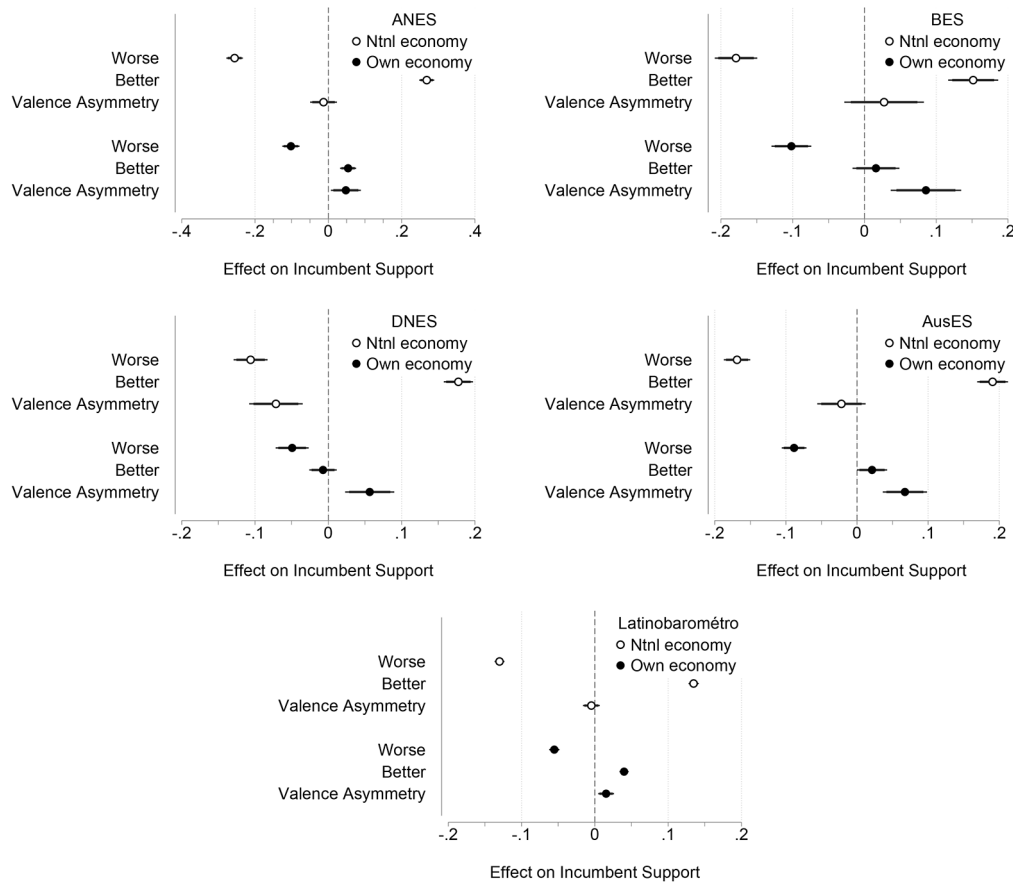 ANES
Ntnl economy
Own economy
Worse
Better
Valence Asymmetry
Worse
Better
Valence Asymmetry
-.4 -.2 0 .2 .4
Effect on Incumbent Support
BES
Ntnl economy
Own economy
Worse
Better
Valence Asymmetry
Worse
Better
Valence Asymmetry
-.2 -.1 0 .1 .2
Effect on Incumbent Support
DNES
Ntnl economy
Own economy
Worse
Better
Valence Asymmetry
Worse
Better
Valence Asymmetry
-.2 -.1 0 .1 .2
Effect on Incumbent Support
AusES
Ntnl economy
Own economy
Worse
Better
Valence Asymmetry
Worse
Better
Valence Asymmetry
-.2 -.1 0 .1 .2
Effect on Incumbent Support
Latinobarométro
Ntnl economy
Own economy
Worse
Better
Valence Asymmetry
Worse
Better
Valence Asymmetry
-.2 -.1 0 .1 .2
Effect on Incumbent Support